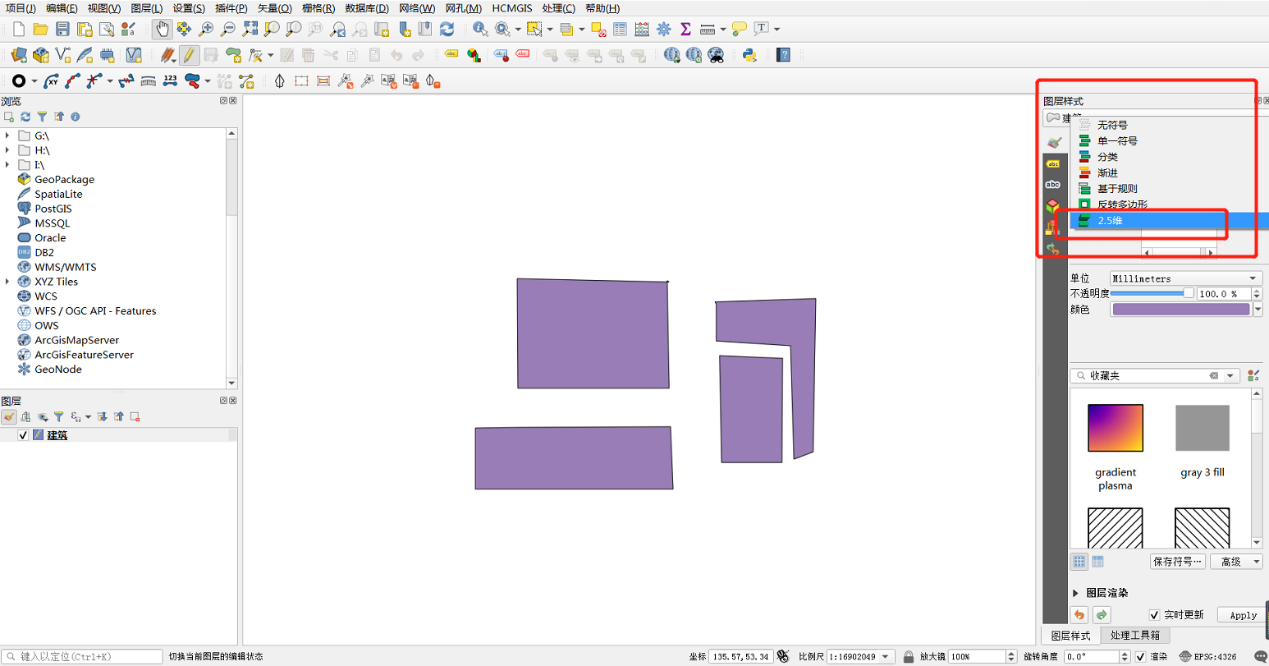 项目(J) 编辑(E) 视图(V) 图层(L) 设置(S) 插件(P) 矢量(O) 栅格(R) 数据库(D) 网络(W) 网孔(M) HCMGIS 处理(C) 帮助(H)
浏览
G:\
H:\
I:\
GeoPackage
SpatiaLite
PostGIS
MSSQL
Oracle
DB2
WMS/WMTS
XYZ Tiles
WCS
WFS / OGC API - Features
OWS
ArcGisMapServer
ArcGisFeatureServer
GeoNode
图层
建筑
图层样式
建筑
无符号
单一符号
分类
渐进
基于规则
反转多边形
2.5维
单位 Millimeters
不透明度 100.0 %
颜色
收藏夹
gradient plasma
gray 3 fill
保存符号… 高级
图层渲染
实时更新 Apply
图层样式 处理工具箱
键入以定位(Ctrl+K) 切换当前图层的编辑状态 坐标 135.57,53.34 比例尺 1:16902049 放大镜 100% 旋转角度 0.0° 渲染 EPSG:4326